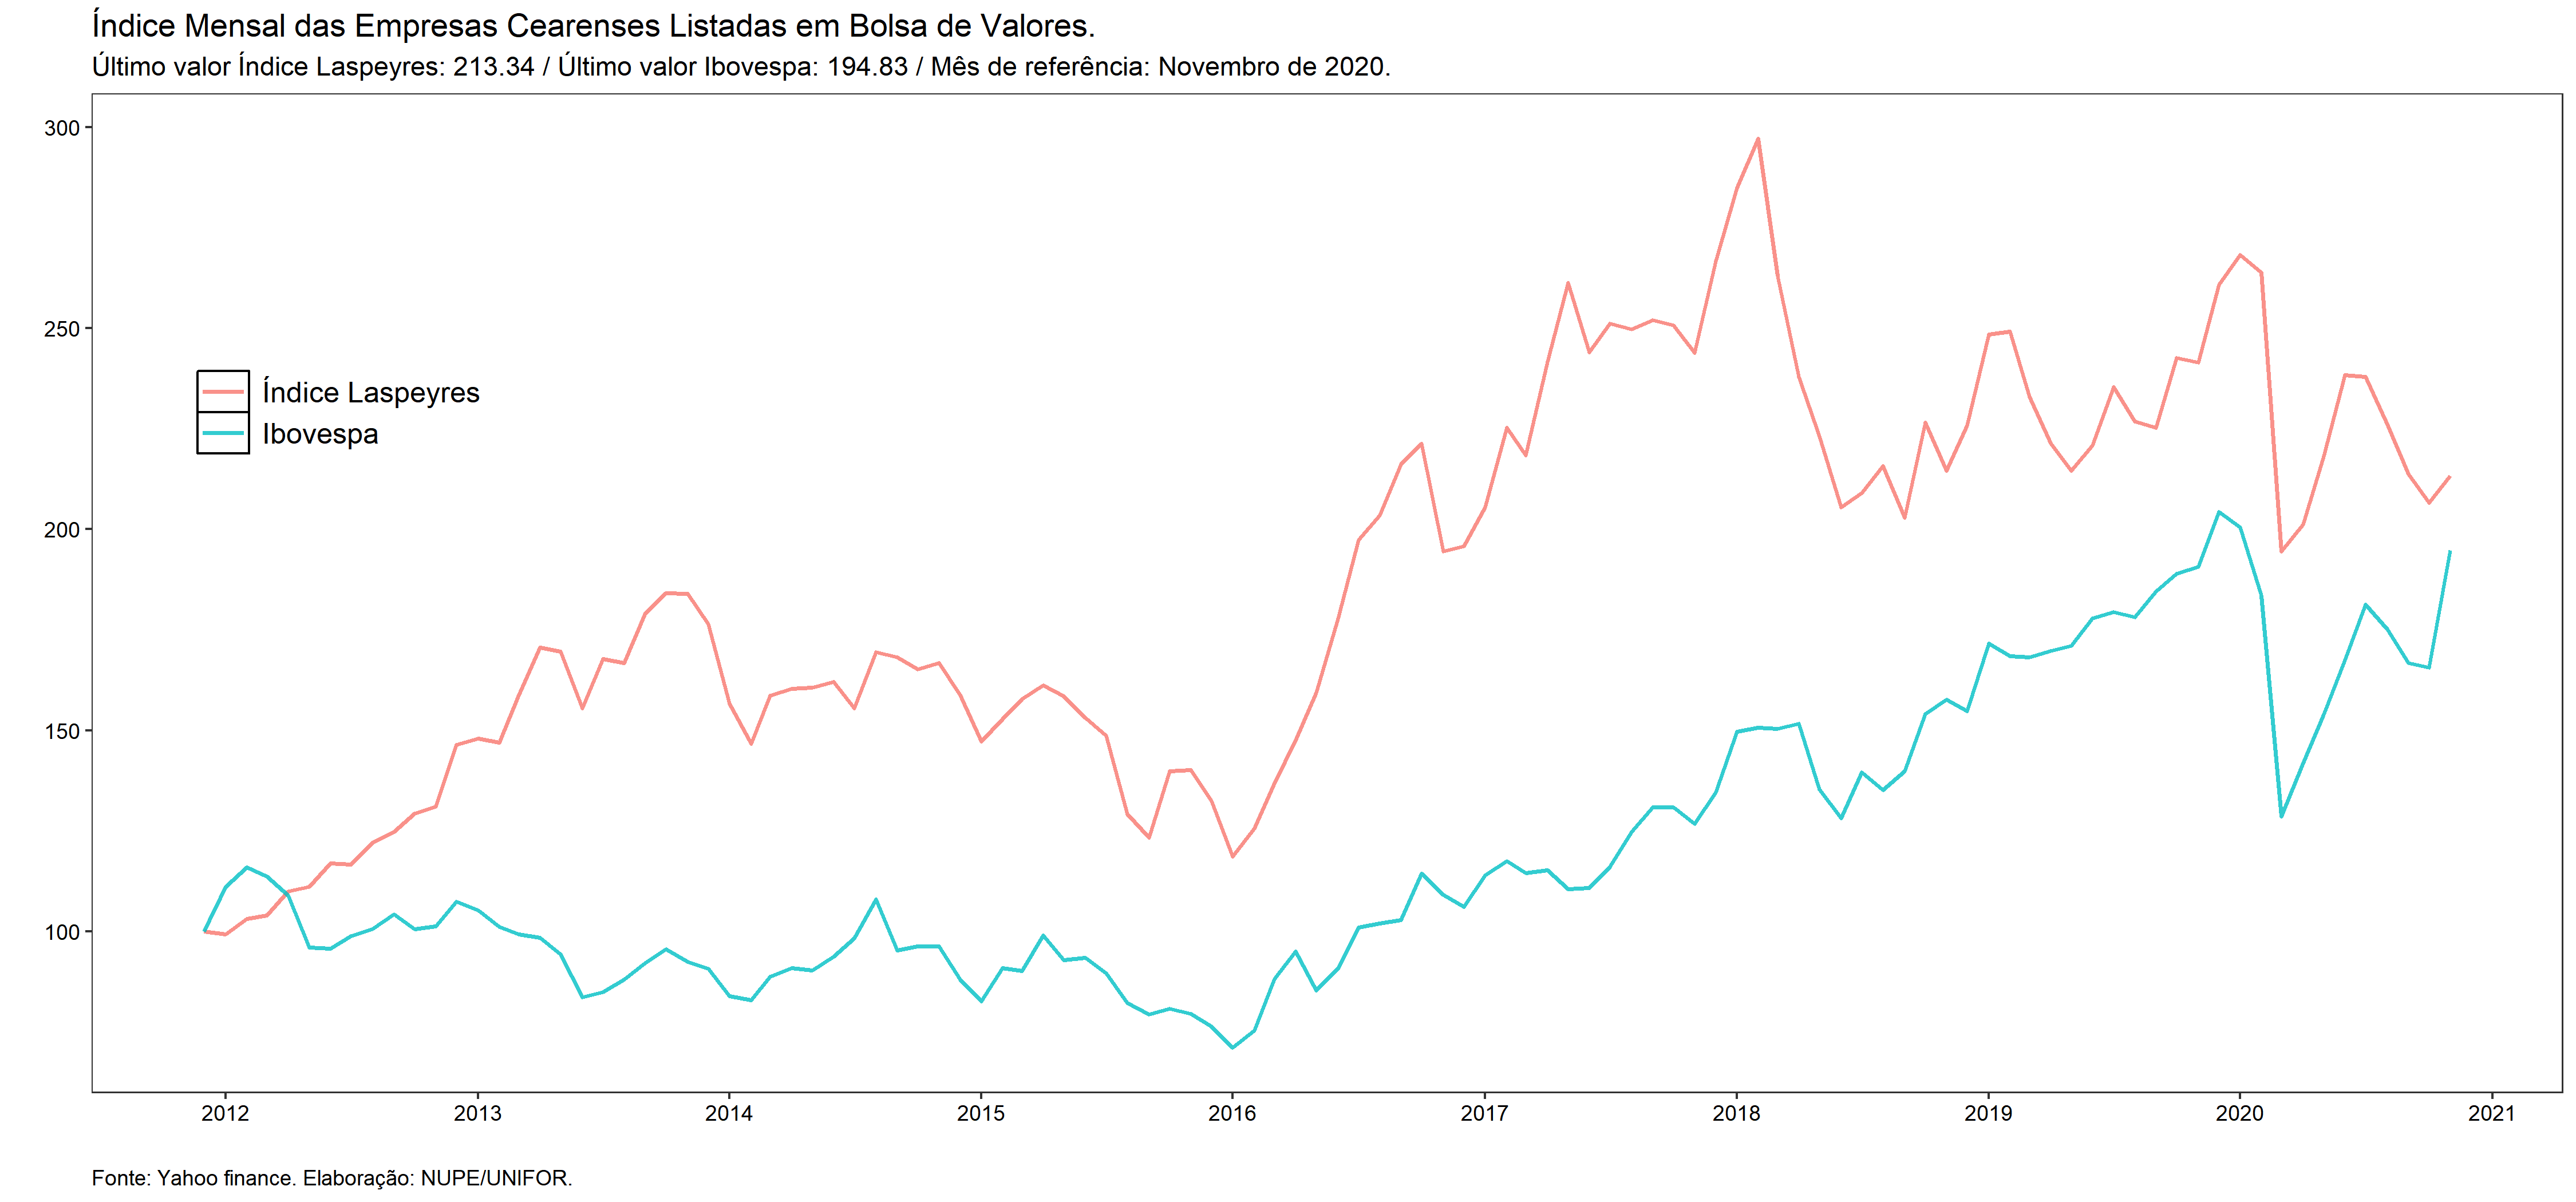 Índice Mensal das Empresas Cearenses Listadas em Bolsa de Valores.
Último valor Índice Laspeyres: 213.34 / Último valor Ibovespa: 194.83 / Mês de referência: Novembro de 2020.
300
250
200
150
100
Índice Laspeyres
Ibovespa
2012 2013 2014 2015 2016 2017 2018 2019 2020 2021
Fonte: Yahoo finance. Elaboração: NUPE/UNIFOR.